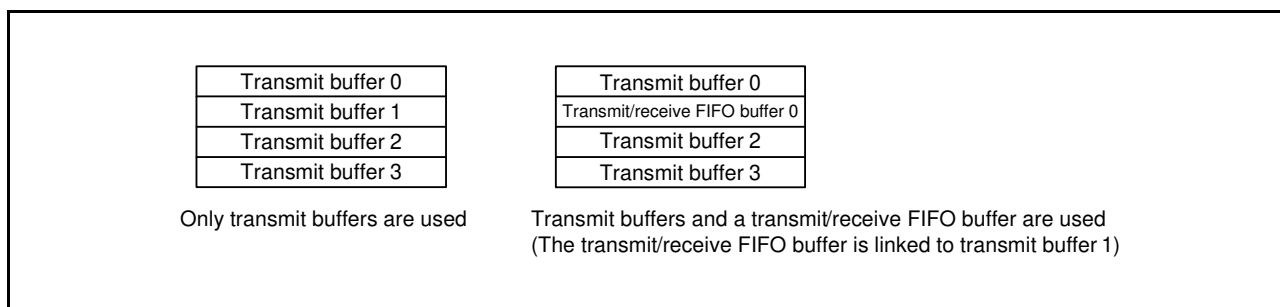 Transmit buffer 0
Transmit buffer 1
Transmit buffer 2
Transmit buffer 3
Only transmit buffers are used
Transmit buffer 0
Transmit/receive FIFO buffer 0
Transmit buffer 2
Transmit buffer 3
Transmit buffers and a transmit/receive FIFO buffer are used
(The transmit/receive FIFO buffer is linked to transmit buffer 1)